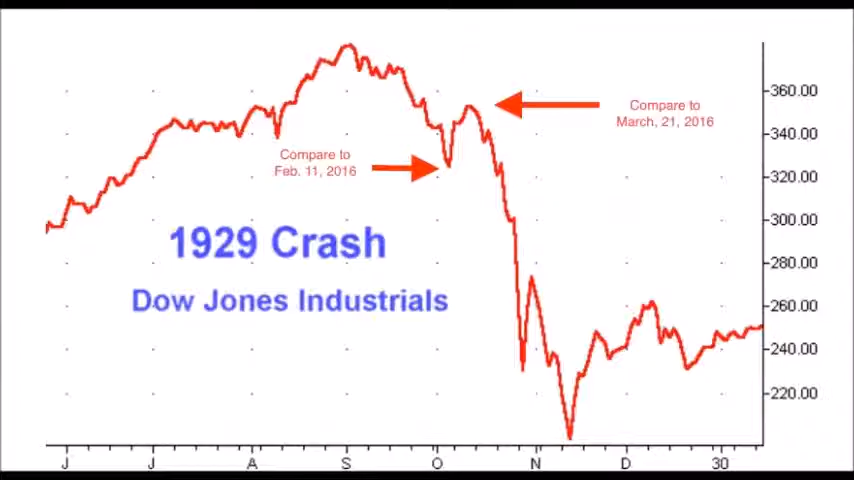 360.00
Compare to
March, 21, 2016
340.00
Compare to
Feb. 11, 2016
320.00
300.00
1929 Crash
280.00
Dow Jones Industrials
260.00
240.00
220.00
J J A S O N D 30